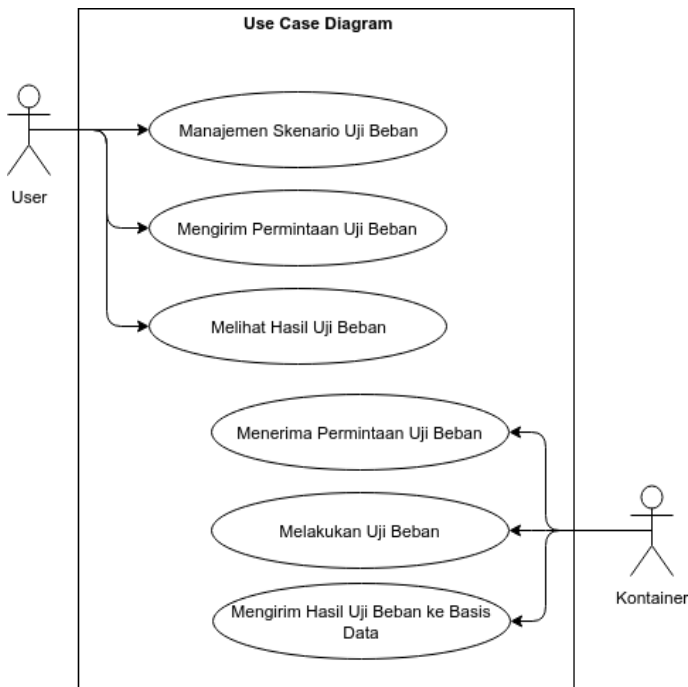 Use Case Diagram
Manajemen Skenario Uji Beban
User
Mengirim Permintaan Uji Beban
Melihat Hasil Uji Beban
Menerima Permintaan Uji Beban
Melakukan Uji Beban
Kontainer
Mengirim Hasil Uji Beban ke Basis
Data